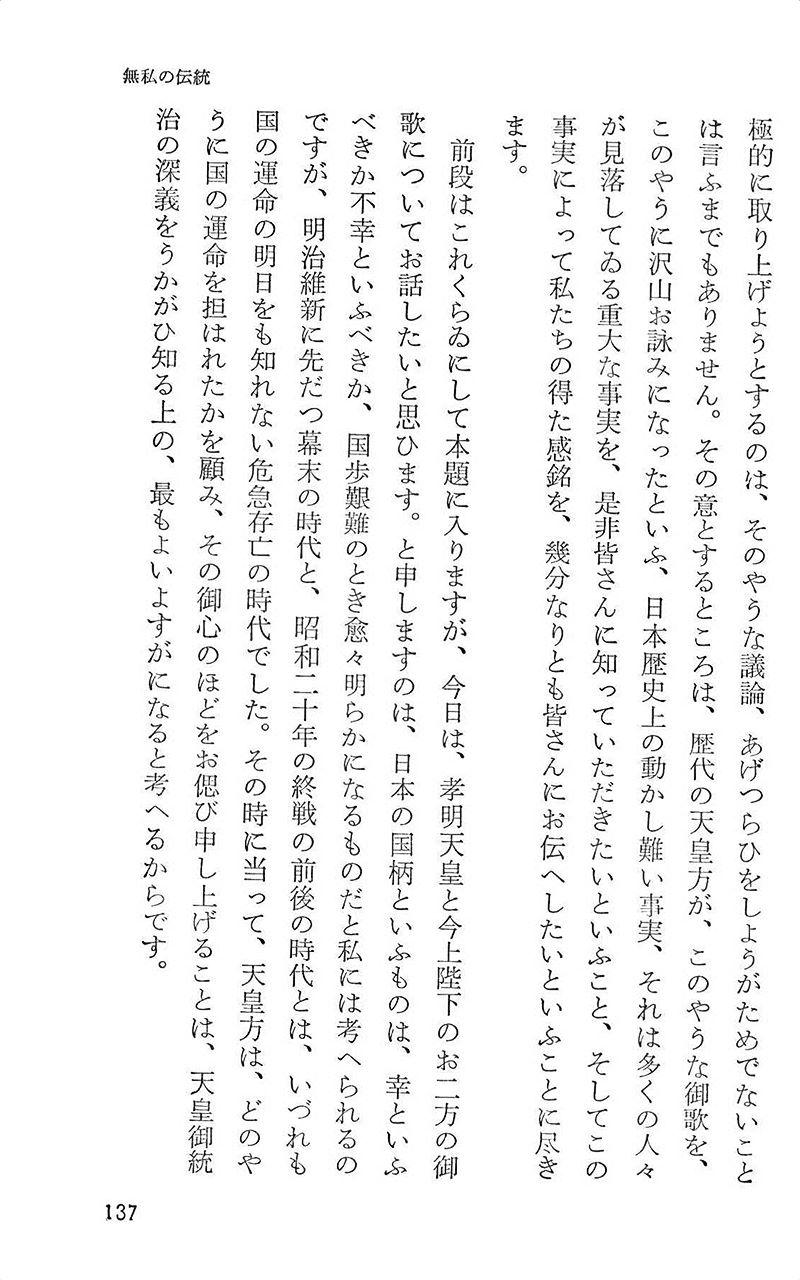 無私の伝統
極的に取り上げようとするのは、そのやうな議論、あげつらひをしようがためでないこと
は言ふまでもありません。その意とするところは、歴代の天皇方が、このやうな御歌を、
このやうに沢山お詠みになったといふ、日本歴史上の動かし難い事実、それは多くの人々
が見落してゐる重大な事実を、是非皆さんに知っていただきたいといふこと、そしてこの
事実によって私たちの得た感銘を、幾分なりとも皆さんにお伝へしたいといふことに尽き
ます。
前段はこれくらゐにして本題に入りますが、今日は、孝明天皇と今上陛下のお二方の御
歌についてお話したいと思ひます。と申しますのは、日本の国柄といふものは、幸といふ
べきか不幸といふべきか、国歩艱難のとき愈々明らかになるものだと私には考へられるの
ですが、明治維新に先だつ幕末の時代と、昭和二十年の終戦の前後の時代とは、いづれも
国の運命の明日をも知れない危急存亡の時代でした。その時に当って、天皇方は、どのや
うに国の運命を担はれたかを顧み、その御心のほどをお偲び申し上げることは、天皇御統
治の深義をうかがひ知る上の、最もよいよすがになると考へるからです。
137